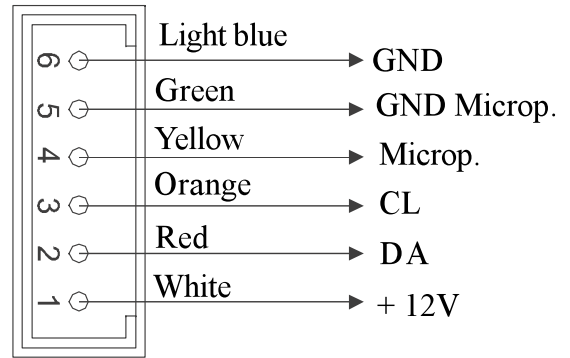 Light blue
6 GND
Green
5 GND Microp.
Yellow
4 Microp.
Orange
3 CL
Red
2 DA
White
1 + 12V